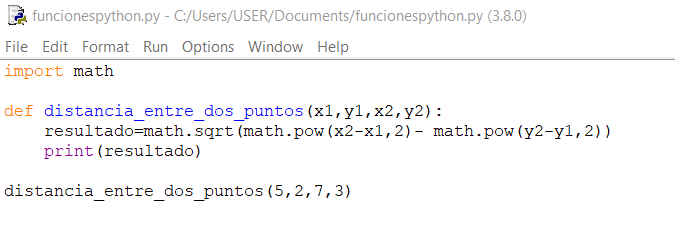 funcionespython.py - C:/Users/USER/Documents/funcionespython.py (3.8.0)
File Edit Format Run Options Window Help
import math
def distancia_entre_dos_puntos(x1,y1,x2,y2):
    resultado=math.sqrt(math.pow(x2-x1,2)- math.pow(y2-y1,2))
    print(resultado)
distancia_entre_dos_puntos(5,2,7,3)